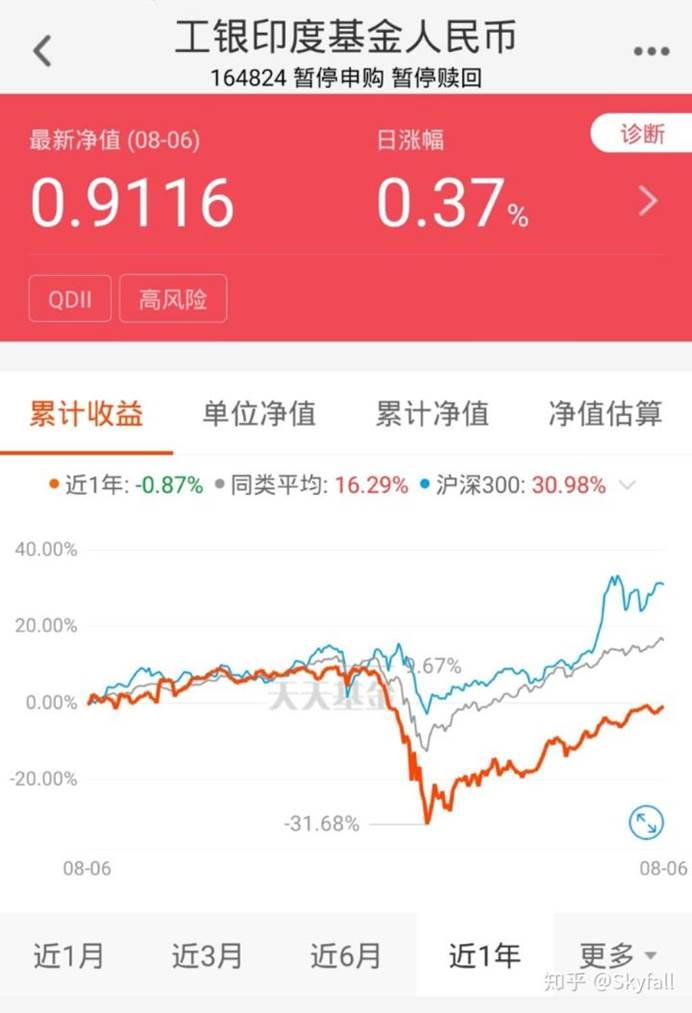 工银印度基金人民币
164824 暂停申购 暂停赎回
最新净值 (08-06) 日涨幅 诊断
0.9116 0.37%
QDII 高风险
累计收益 单位净值 累计净值 净值估算
近1年: -0.87% 同类平均: 16.29% 沪深300: 30.98%
40.00%
20.00%
9.67%
0.00%
天天基金
-20.00%
-31.68%
08-06 08-06
近1月 近3月 近6月 近1年 更多
知乎 @Skyfall